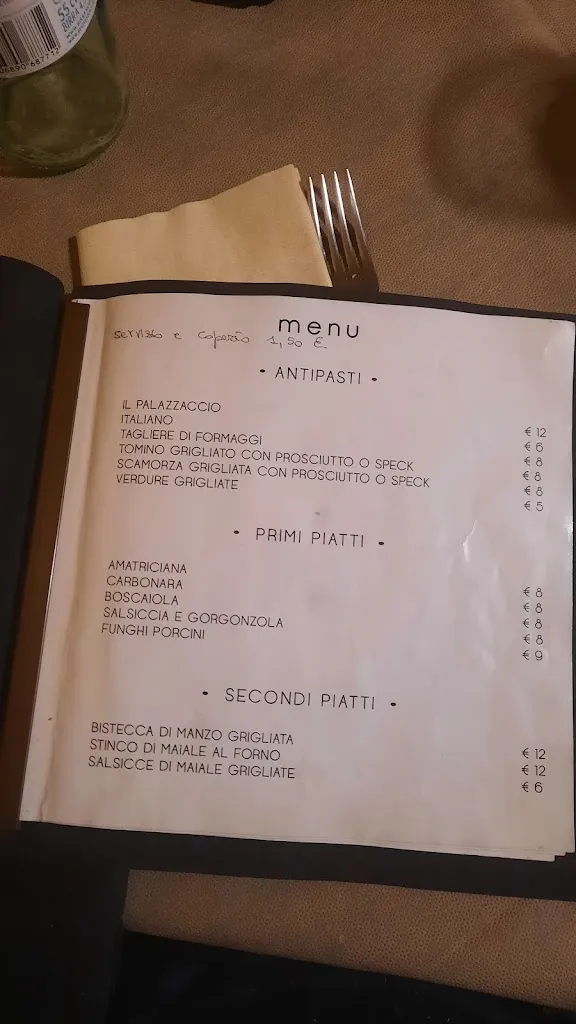 menu
servizio e coperto 1,50 €.
• ANTIPASTI •
IL PALAZZACCIO € 12
ITALIANO € 6
TAGLIERE DI FORMAGGI € 8
TOMINO GRIGLIATO CON PROSCIUTTO O SPECK € 8
SCAMORZA GRIGLIATA CON PROSCIUTTO O SPECK € 8
VERDURE GRIGLIATE € 5
• PRIMI PIATTI •
AMATRICIANA € 8
CARBONARA € 8
BOSCAIOLA € 8
SALSICCIA E GORGONZOLA € 8
FUNGHI PORCINI € 9
• SECONDI PIATTI •
BISTECCA DI MANZO GRIGLIATA € 12
STINCO DI MAIALE AL FORNO € 12
SALSICCE DI MAIALE GRIGLIATE € 6